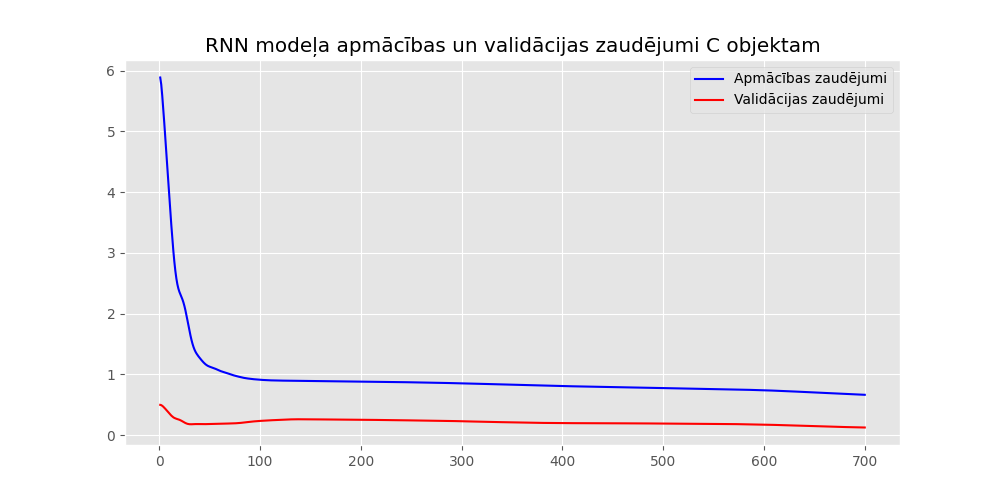 RNN modeļa apmācības un validācijas zaudējumi C objektam
Apmācības zaudējumi
Validācijas zaudējumi
6
5
4
3
2
1
0
0 100 200 300 400 500 600 700